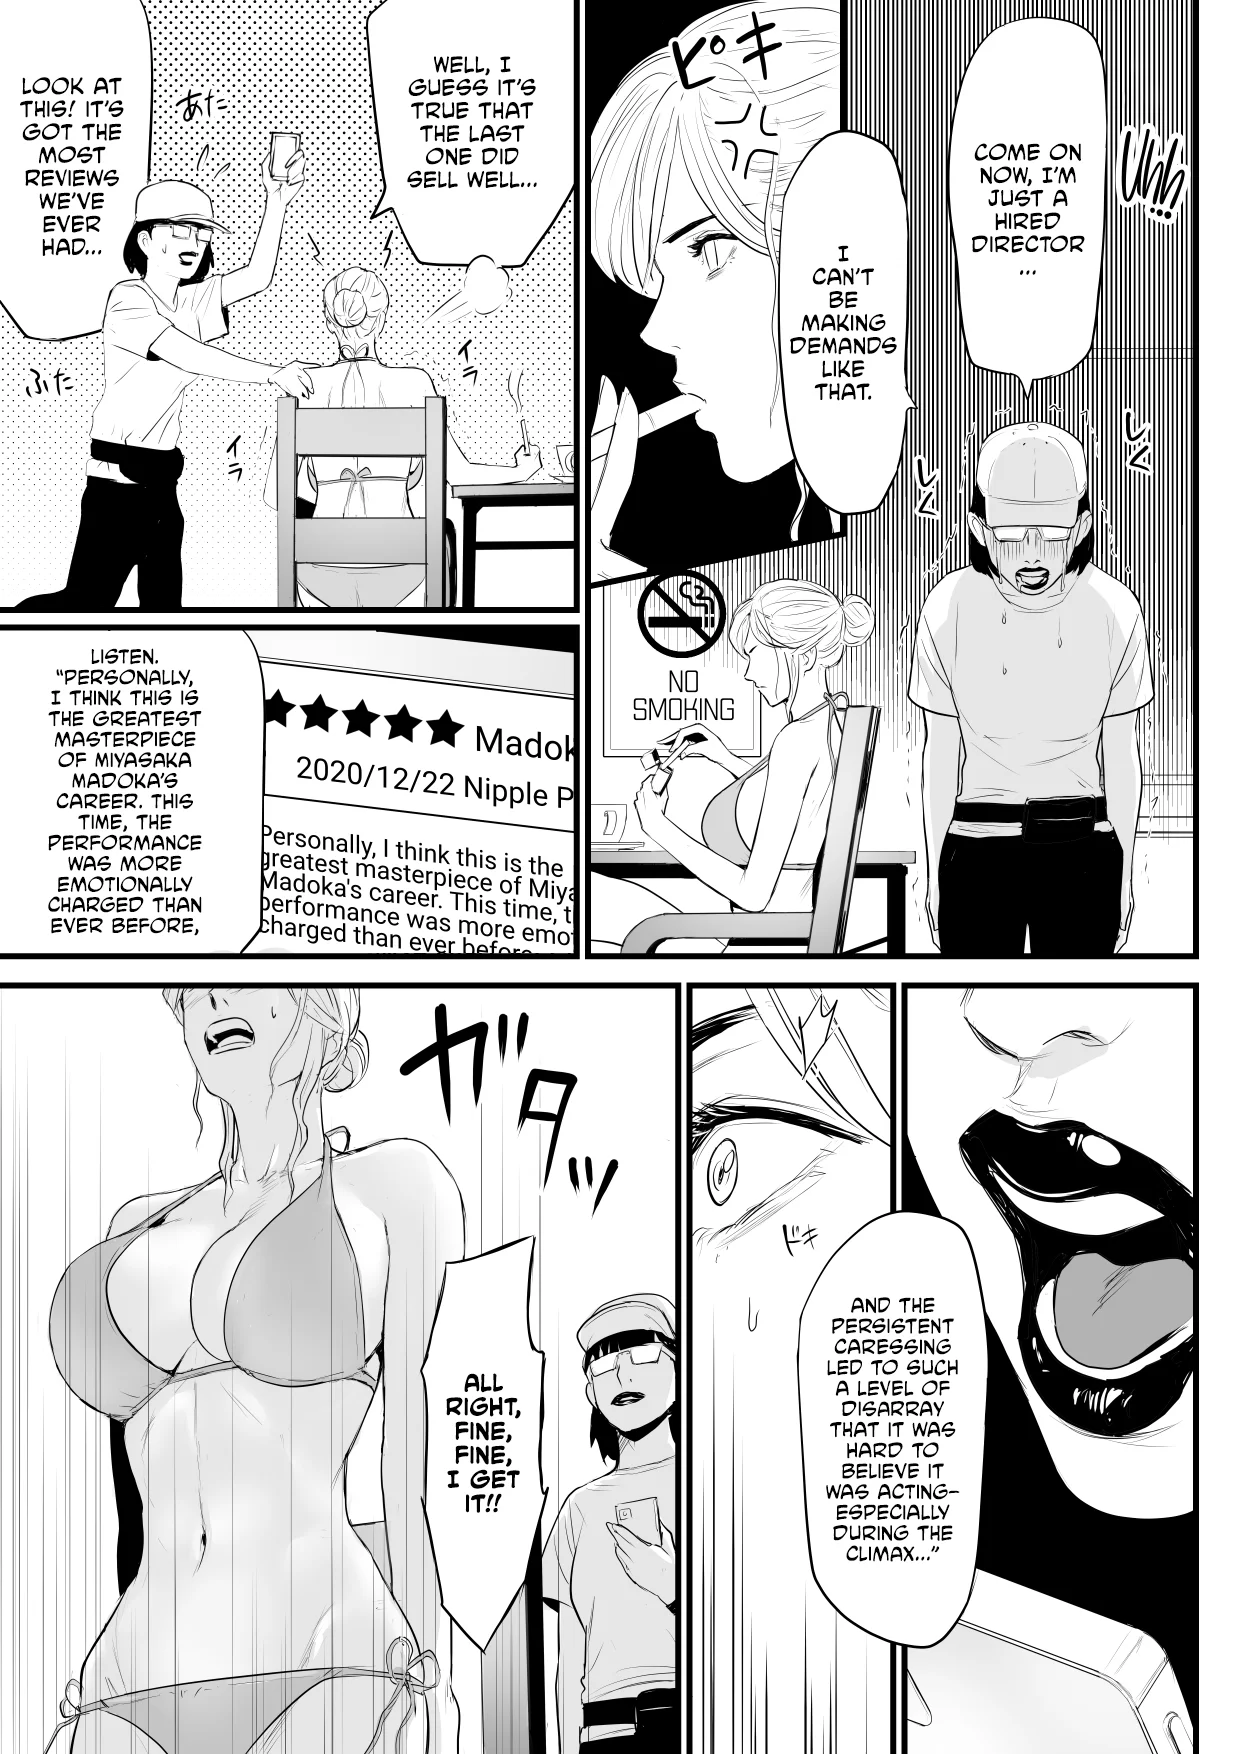 COME ON
NOW, I'M
JUST A
HIRED
DIRECTOR
...
Uhh
...
ビキ
I
CAN'T
BE
MAKING
DEMANDS
LIKE
THAT.
NO
SMOKING
WELL, I
GUESS IT'S
TRUE THAT
THE LAST
ONE DID
SELL WELL...
あた
LOOK AT
THIS! IT'S
GOT THE
MOST
REVIEWS
WE'VE
EVER
HAD...
ふた
イラ
イラ
LISTEN.
"PERSONALLY,
I THINK THIS IS
THE GREATEST
MASTERPIECE
OF MIYASAKA
MADOKA'S
CAREER. THIS
TIME, THE
PERFORMANCE
WAS MORE
EMOTIONALLY
CHARGED THAN
EVER BEFORE,
★★★★★ Madok
2020/12/22 Nipple P
Personally, I think this is the
greatest masterpiece of Miya
Madoka's career. This time, t
performance was more emot
charged than ever before,
AND THE
PERSISTENT
CARESSING
LED TO SUCH
A LEVEL OF
DISARRAY
THAT IT WAS
HARD TO
BELIEVE IT
WAS ACTING-
ESPECIALLY
DURING THE
CLIMAX..."
ドキ
ガタッ
ALL
RIGHT,
FINE,
FINE,
I GET
IT!!